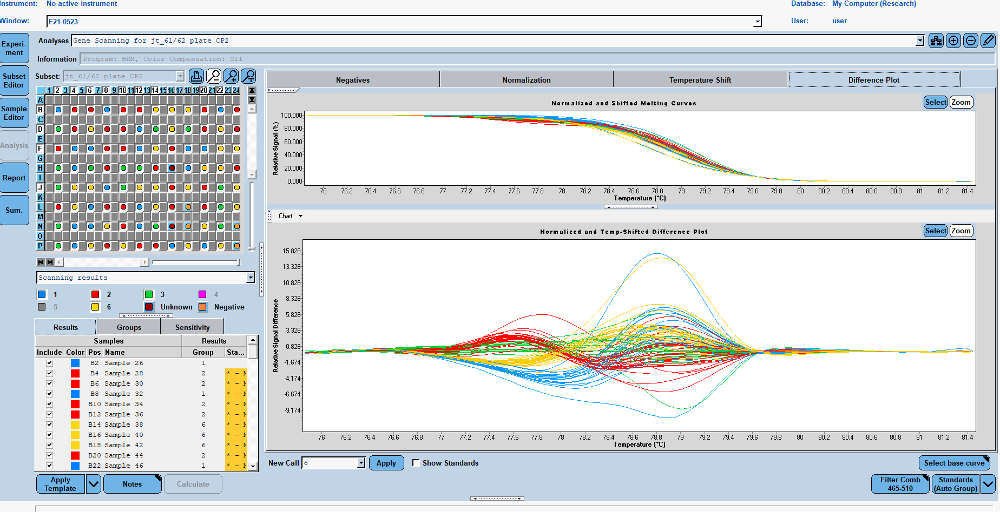 Instrument: No active instrument Database: My Computer (Research)
Window: E21-0523 User: user
Experi-
ment
Analyses Gene Scanning for jt_61/62 plate CP2
Information Program: HRM, Color Compensation: Off
Subset
Editor
Subset: jt_61/62 plate CP2
Negatives Normalization Temperature Shift Difference Plot
1 2 3 4 5 6 7 8 9 10 11 12 13 14 15 16 17 18 19 20 21 22 23 24
A
B
C
D
E
F
G
H
I
J
K
L
M
N
O
P
Sample
Editor
Analysis
Report
Sum.
Normalized and Shifted Melting Curves
Select Zoom
Relative Signal (%)
100.000
80.000
60.000
40.000
20.000
0.000
76 76.2 76.4 76.6 76.8 77 77.2 77.4 77.6 77.8 78 78.2 78.4 78.6 78.8 79 79.2 79.4 79.6 79.8 80 80.2 80.4 80.6 80.8 81 81.2 81.4
Temperature (°C)
Chart
Normalized and Temp-Shifted Difference Plot
Select Zoom
Relative Signal Difference
15.826
13.326
10.826
8.326
5.826
3.326
0.826
-1.674
-4.174
-6.674
-9.174
76 76.2 76.4 76.6 76.8 77 77.2 77.4 77.6 77.8 78 78.2 78.4 78.6 78.8 79 79.2 79.4 79.6 79.8 80 80.2 80.4 80.6 80.8 81 81.2 81.4
Temperature (°C)
Scanning results
1 2 3 4
5 6 Unknown Negative
Results Groups Sensitivity
Samples Results
Include Color Pos Name Group Sta...
B2 Sample 26 1
B4 Sample 28 2 * -
B6 Sample 30 2 * -
B8 Sample 32 1 * -
B10 Sample 34 2 * -
B12 Sample 36 2 * -
B14 Sample 38 6 * -
B16 Sample 40 6 * -
B18 Sample 42 6 * -
B20 Sample 44 2 * -
B22 Sample 46 1 * -
New Call 6 Apply Show Standards
Select base curve
Apply
Template
Notes Calculate
Filter Comb
465-510
Standards
(Auto Group)